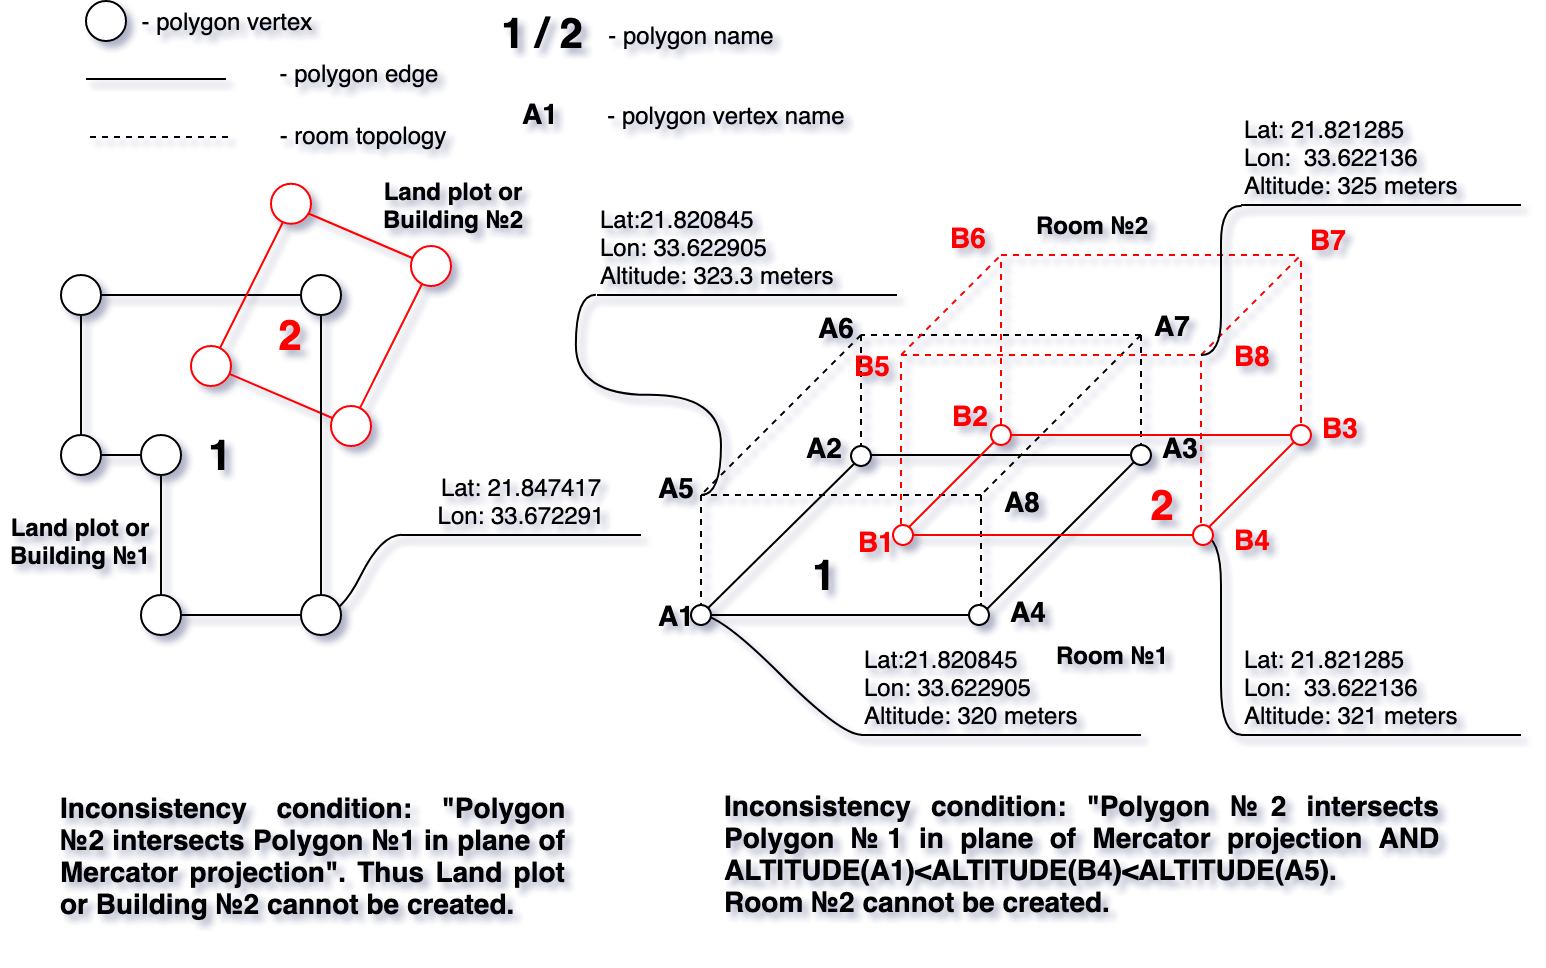 - polygon vertex
1 / 2 - polygon name
- polygon edge
A1 - polygon vertex name
- room topology
Land plot or
Building №2
2
1
Land plot or
Building №1
Lat: 21.847417
Lon: 33.672291
Lat:21.820845
Lon: 33.622905
Altitude: 323.3 meters
Lat: 21.821285
Lon: 33.622136
Altitude: 325 meters
Room №2
B6
B7
A6
A7
B5
B8
B2
B3
A2
A3
A5
A8
2
B1
B4
1
A1
A4
Room №1
Lat:21.820845
Lon: 33.622905
Altitude: 320 meters
Lat: 21.821285
Lon: 33.622136
Altitude: 321 meters
Inconsistency condition: "Polygon
№2 intersects Polygon №1 in plane of
Mercator projection". Thus Land plot
or Building №2 cannot be created.
Inconsistency condition: "Polygon № 2 intersects
Polygon № 1 in plane of Mercator projection AND
ALTITUDE(A1)<ALTITUDE(B4)<ALTITUDE(A5).
Room №2 cannot be created.